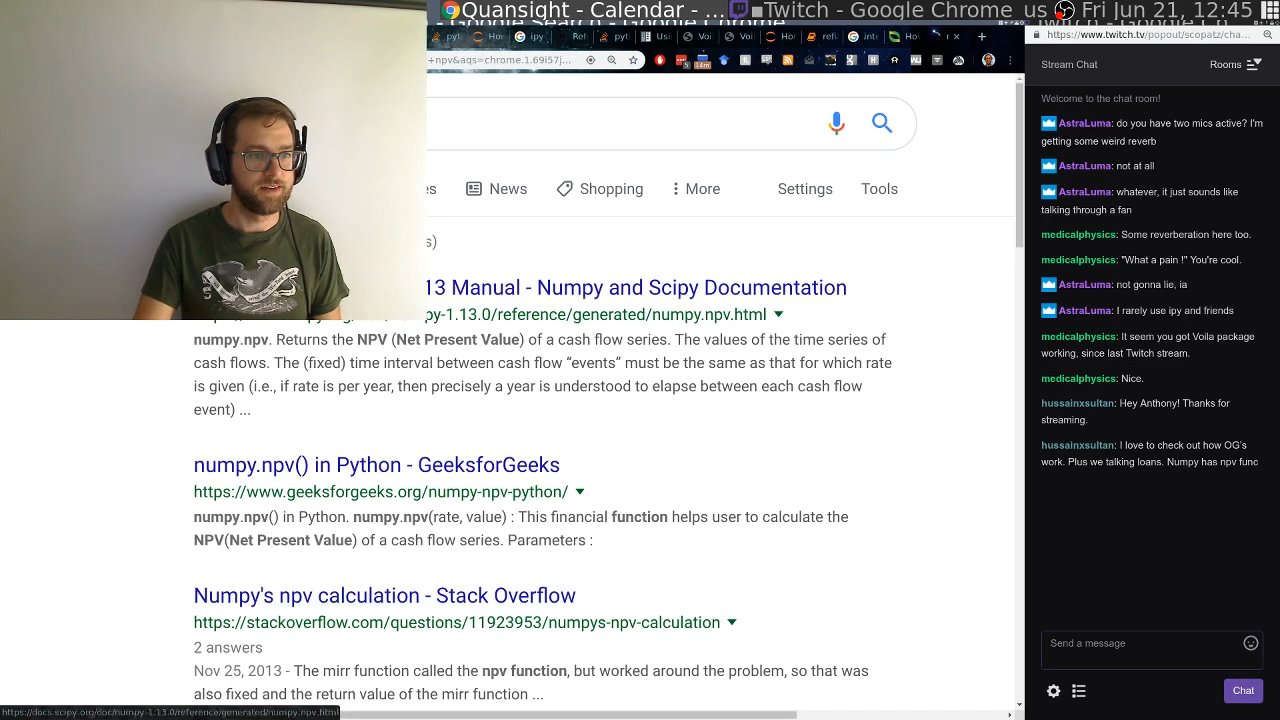 Quansight - Calendar - ...
Twitch - Google Chrome
us
Fri Jun 21, 12:45
+npv&aqs=chrome.1.69i57j...
https://www.twitch.tv/popout/scopatz/cha...
News
Shopping
More
Settings
Tools
13 Manual - Numpy and Scipy Documentation
py-1.13.0/reference/generated/numpy.npv.html
numpy.npv. Returns the NPV (Net Present Value) of a cash flow series. The values of the time series of
cash flows. The (fixed) time interval between cash flow “events” must be the same as that for which rate
is given (i.e., if rate is per year, then precisely a year is understood to elapse between each cash flow
event) ...
numpy.npv() in Python - GeeksforGeeks
https://www.geeksforgeeks.org/numpy-npv-python/
numpy.npv() in Python. numpy.npv(rate, value) : This financial function helps user to calculate the
NPV(Net Present Value) of a cash flow series. Parameters :
Numpy's npv calculation - Stack Overflow
https://stackoverflow.com/questions/11923953/numpys-npv-calculation
2 answers
Nov 25, 2013 - The mirr function called the npv function, but worked around the problem, so that was
also fixed and the return value of the mirr function ...
https://docs.scipy.org/doc/numpy-1.13.0/reference/generated/numpy.npv.html
Stream Chat
Rooms
Welcome to the chat room!
AstraLuma: do you have two mics active? I'm
getting some weird reverb
AstraLuma: not at all
AstraLuma: whatever, it just sounds like
talking through a fan
medicalphysics: Some reverberation here too.
medicalphysics: "What a pain !" You're cool.
AstraLuma: not gonna lie, ia
AstraLuma: I rarely use ipy and friends
medicalphysics: It seem you got Voila package
working, since last Twitch stream.
medicalphysics: Nice.
hussainxsultan: Hey Anthony! Thanks for
streaming.
hussainxsultan: I love to check out how OG's
work. Plus we talking loans. Numpy has npv func
Send a message
Chat